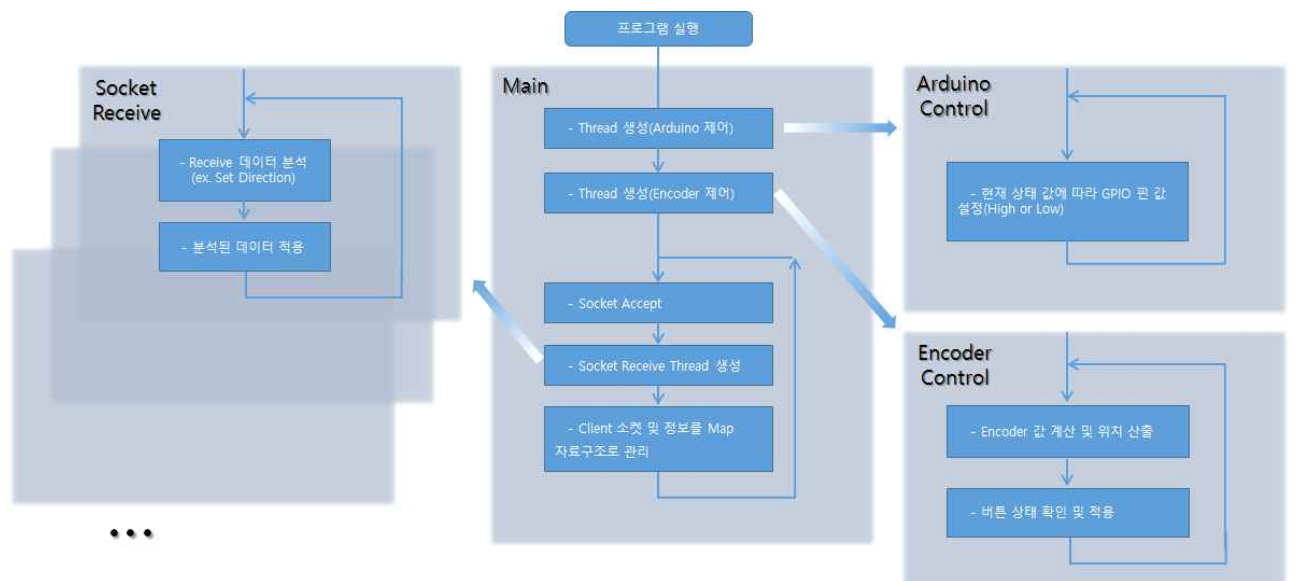 프로그램 실행
Socket
Receive
- Receive 데이터 분석
(ex. Set Direction)
- 분석된 데이터 적용
...
Main
- Thread 생성(Arduino 제어)
- Thread 생성(Encoder 제어)
- Socket Accept
- Socket Receive Thread 생성
- Client 소켓 및 정보를 Map
자료구조로 관리
Arduino
Control
- 현재 상태 값에 따라 GPIO 핀 값
설정(High or Low)
Encoder
Control
- Encoder 값 계산 및 위치 산출
- 버튼 상태 확인 및 적용